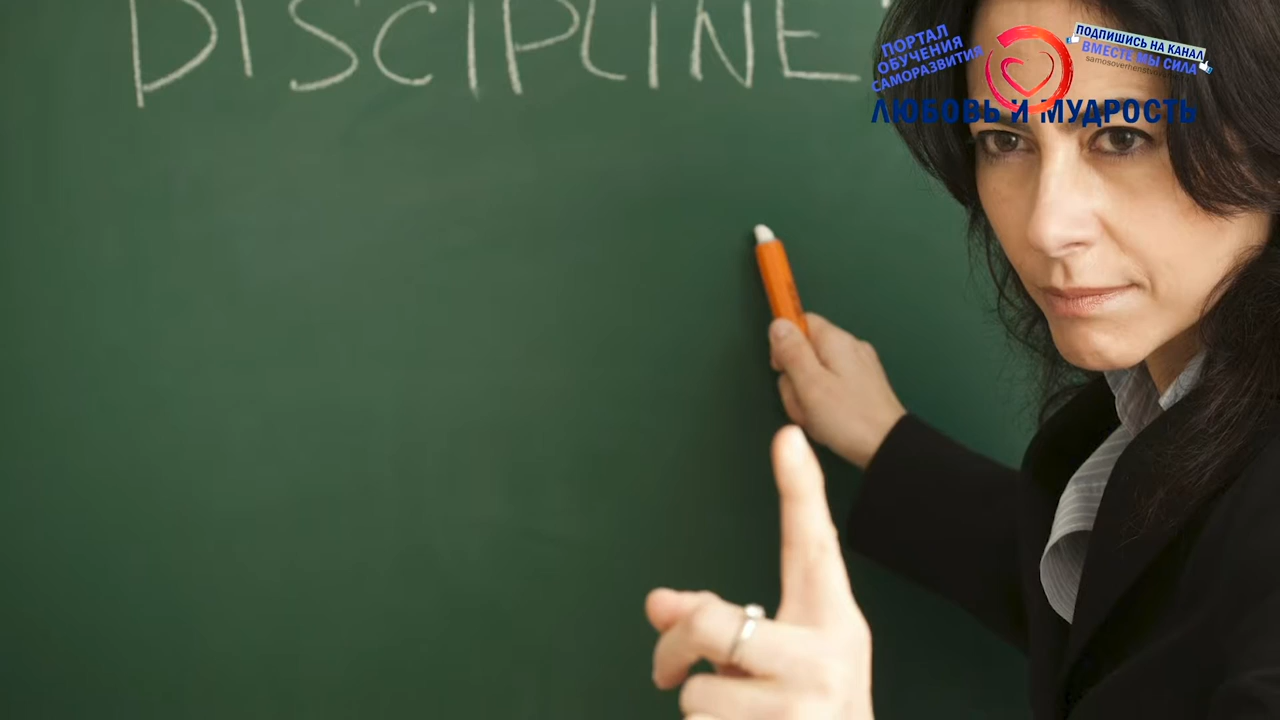 DISCIPLINE
ПОРТАЛ
ОБУЧЕНИЯ
САМОРАЗВИТИЯ
ПОДПИШИСЬ НА КАНАЛ
ВМЕСТЕ МЫ СИЛА
ЛЮБОВЬ И МУДРОСТЬ